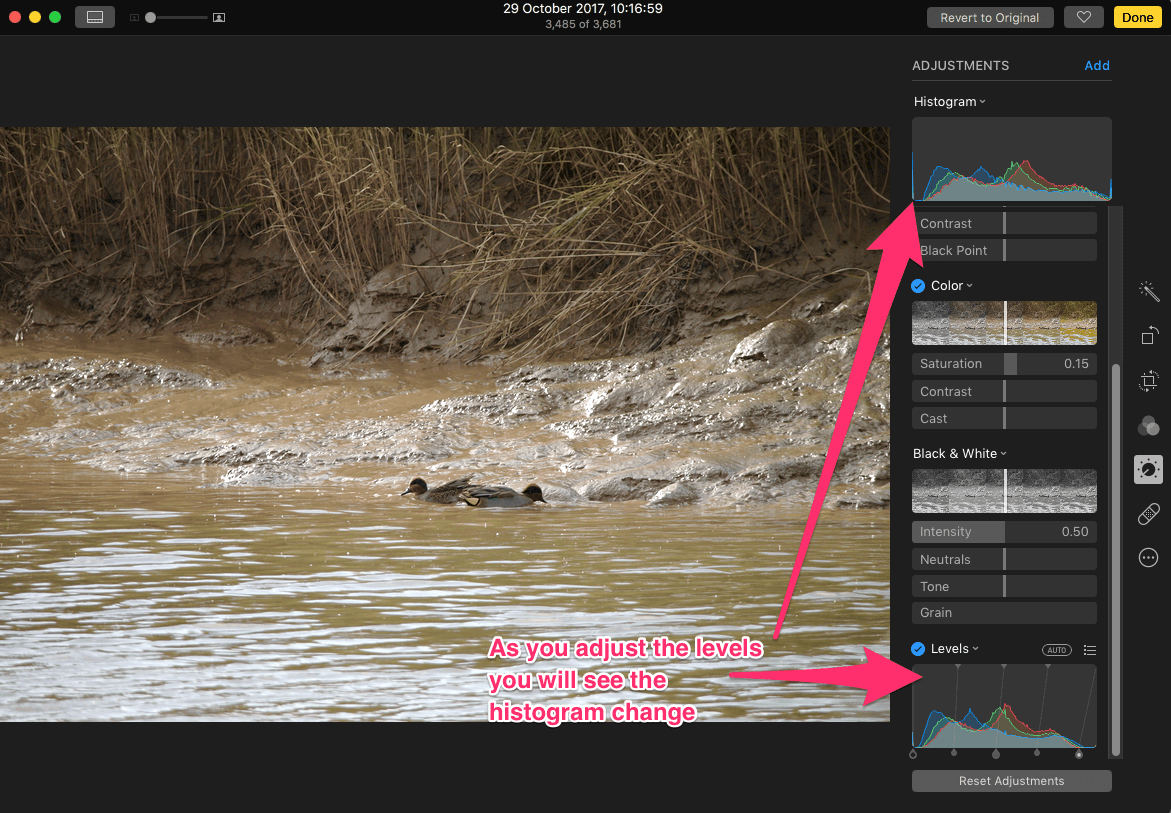 29 October 2017, 10:16:59
3,485 of 3,681
Revert to Original
Done
ADJUSTMENTS
Add
Histogram
Contrast
Black Point
Color
Saturation 0.15
Contrast
Cast
Black & White
Intensity 0.50
Neutrals
Tone
Grain
Levels
AUTO
As you adjust the levels
you will see the
histogram change
Reset Adjustments